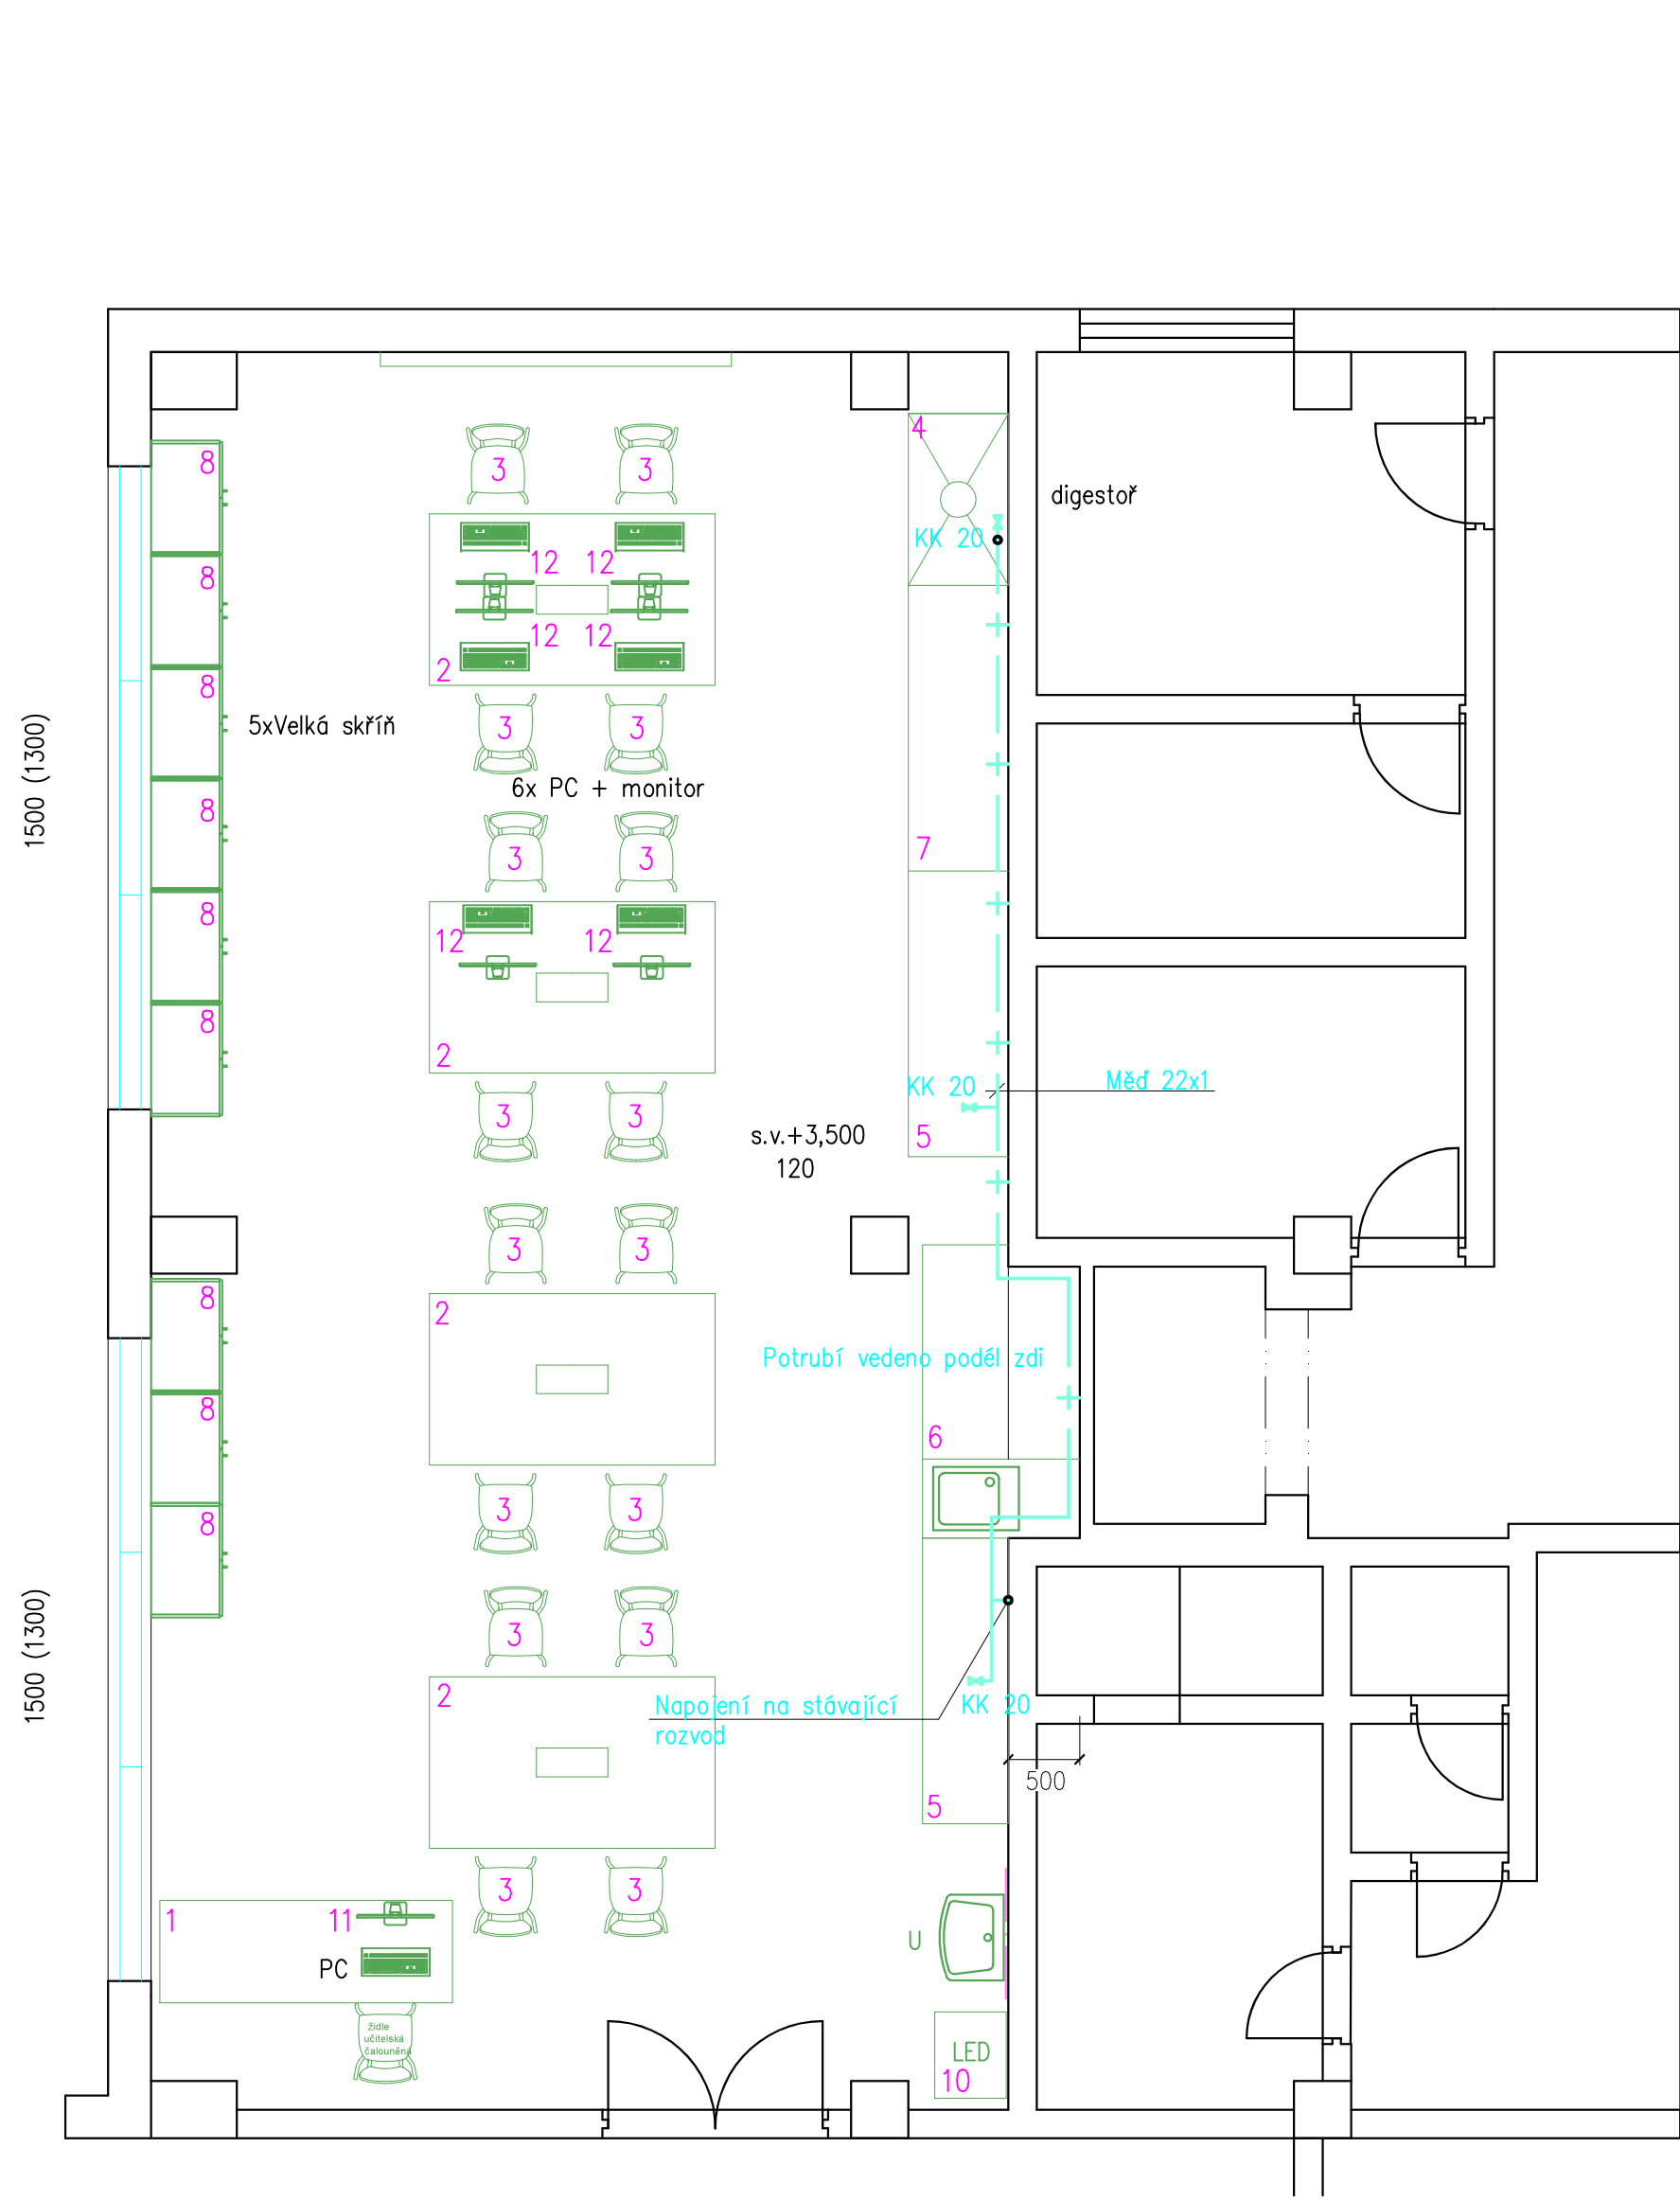 4
8
3
3
digestoř
KK 20
12
12
8
12
12
2
8
5xVelká skříň
3
3
1500 (1300)
6x PC + monitor
8
7
3
3
8
12
12
8
2
KK 20
Měď 22x1
3
3
5
s.v.+3,500
120
3
3
8
2
Potrubí vedeno podél zdi
8
6
3
3
8
1500 (1300)
3
3
2
Napojení na stávající
rozvod
KK 20
500
5
3
3
1
11
U
PC
židle
učitelská
čalouněná
LED
10